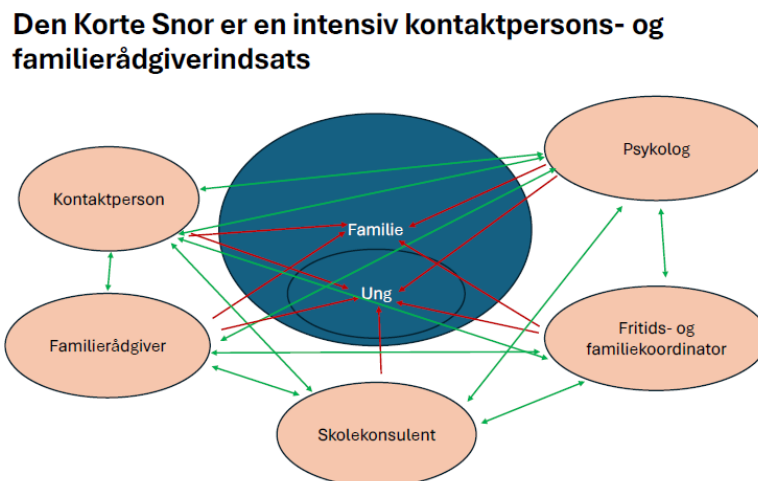 Den Korte Snor er en intensiv kontaktpersons- og
familierådgiverindsats
Psykolog
Kontaktperson
Familie
Ung
Familierådgiver
Fritids- og
familiekoordinator
Skolekonsulent